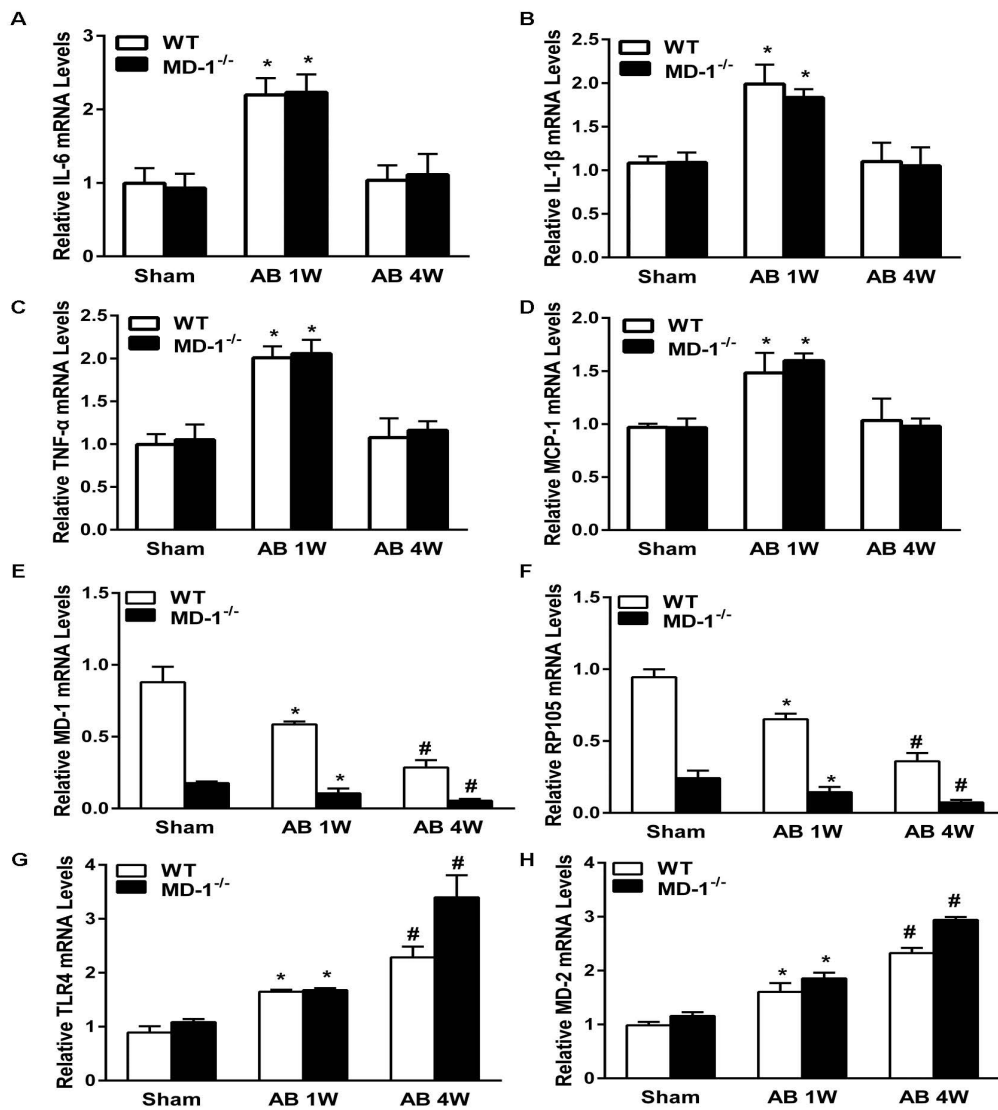 A
Relative IL-6 mRNA Levels
3
2
1
0
WT
MD-1-/-
* *
Sham AB 1W AB 4W
B
Relative IL-1β mRNA Levels
2.5
2.0
1.5
1.0
0.5
0.0
WT
MD-1-/-
* *
Sham AB 1W AB 4W
C
Relative TNF-α mRNA Levels
2.5
2.0
1.5
1.0
0.5
0.0
WT
MD-1-/-
* *
Sham AB 1W AB 4W
D
Relative MCP-1 mRNA Levels
2.0
1.5
1.0
0.5
0.0
WT
MD-1-/-
* *
Sham AB 1W AB 4W
E
Relative MD-1 mRNA Levels
1.5
1.0
0.5
0.0
WT
MD-1-/-
* * # #
Sham AB 1W AB 4W
F
Relative RP105 mRNA Levels
1.5
1.0
0.5
0.0
WT
MD-1-/-
* * # #
Sham AB 1W AB 4W
G
Relative TLR4 mRNA Levels
4
3
2
1
0
WT
MD-1-/-
* * # #
Sham AB 1W AB 4W
H
Relative MD-2 mRNA Levels
4
3
2
1
0
WT
MD-1-/-
* * # #
Sham AB 1W AB 4W